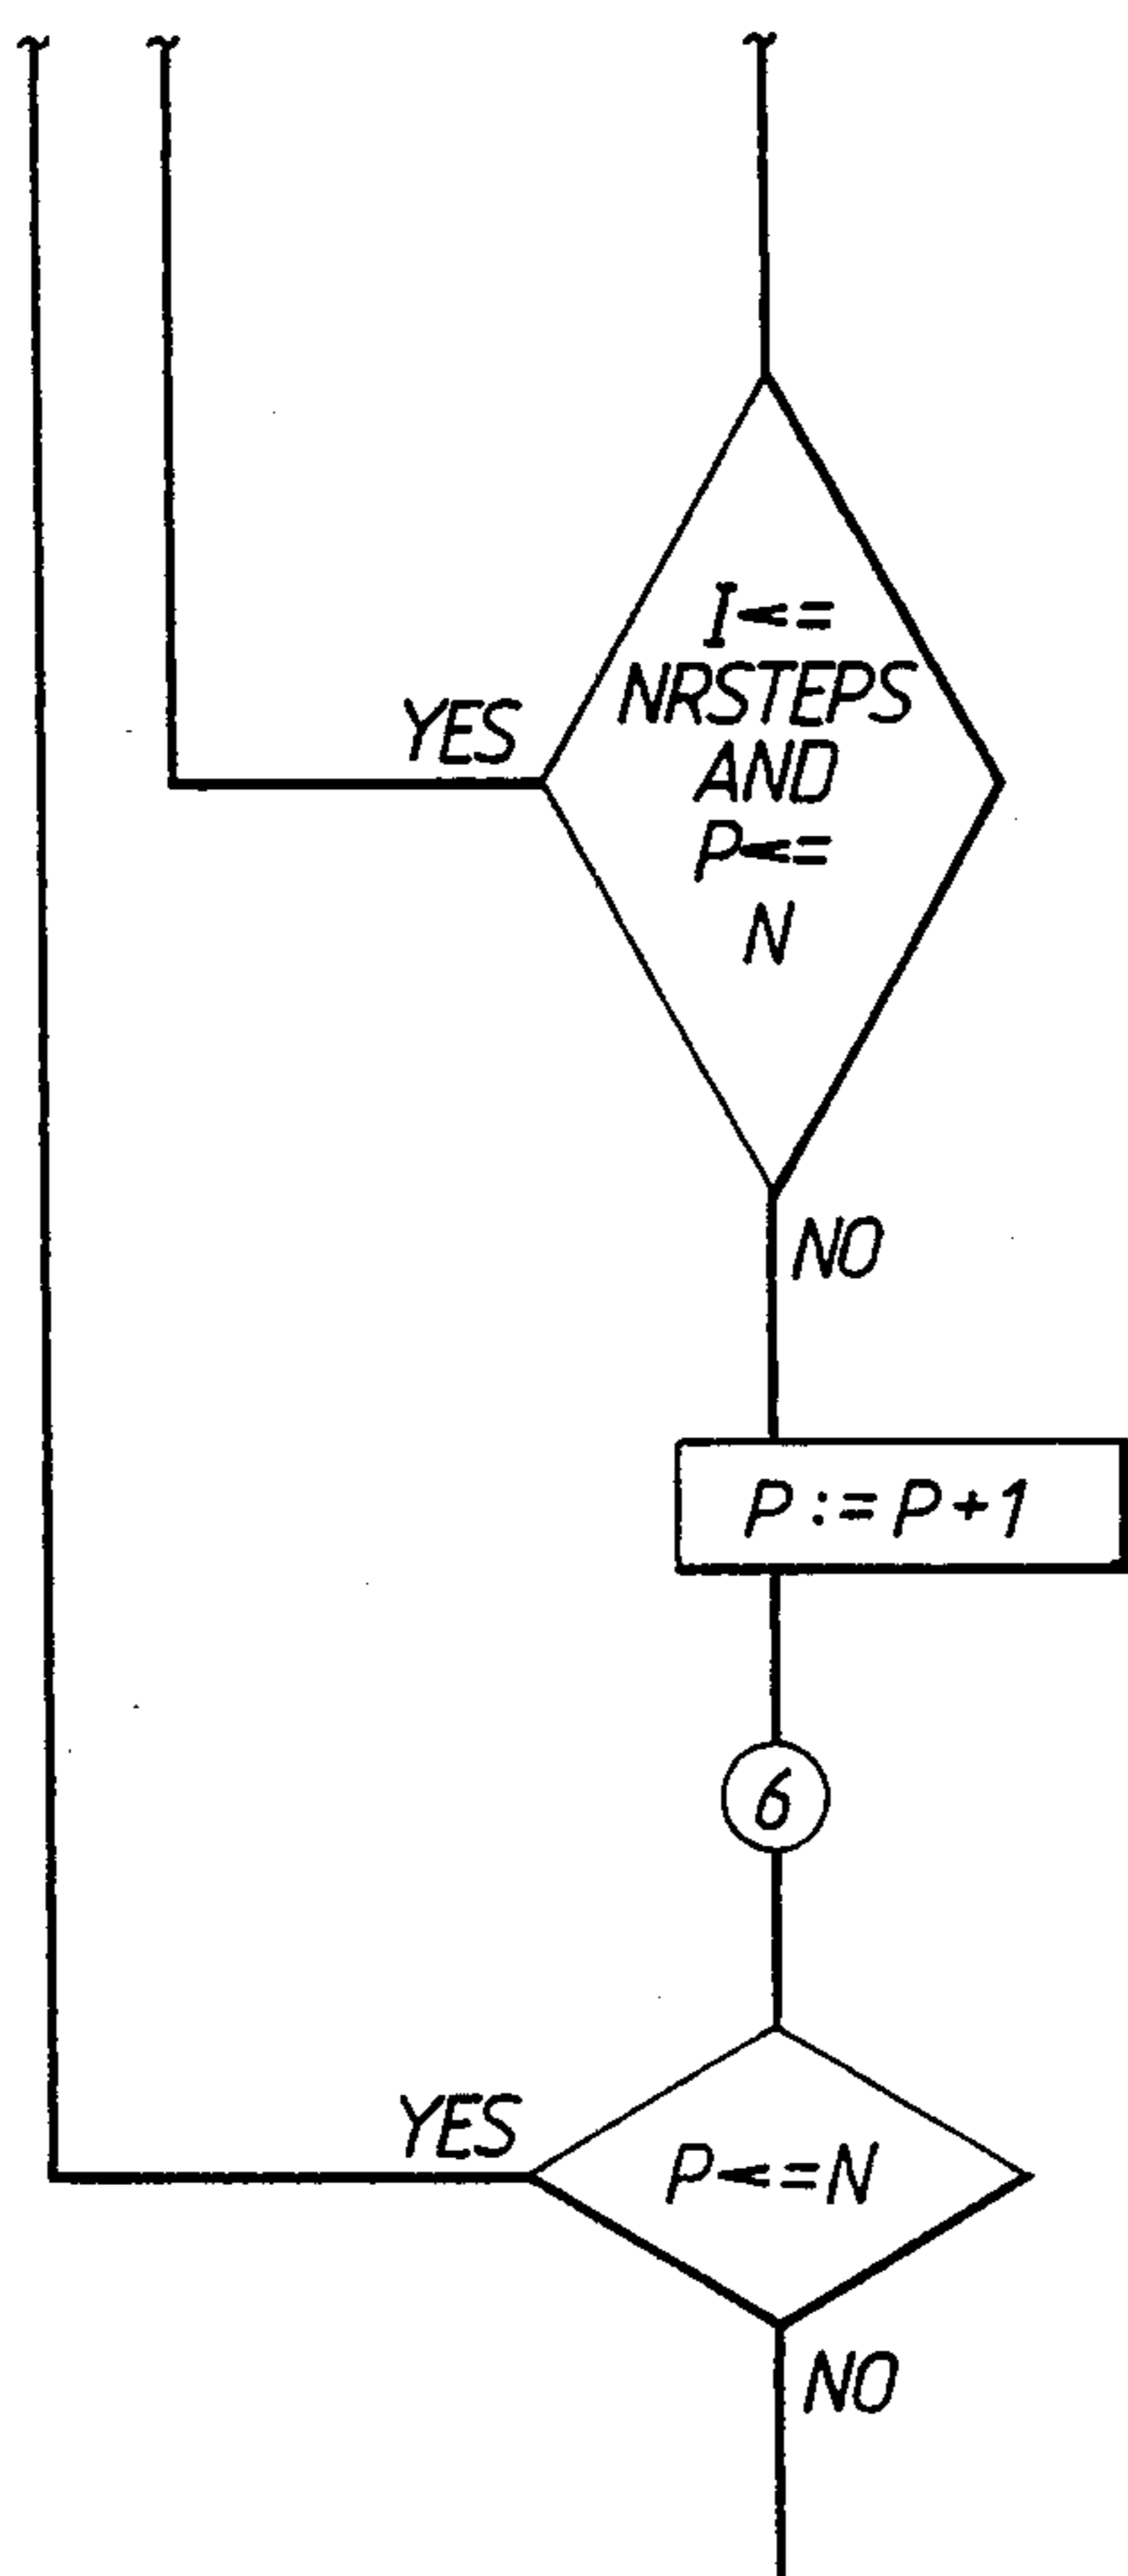 I<=
NRSTEPS
YES
AND
P<=
N
NO
P:=P+1
6
YES
P<=N
NO